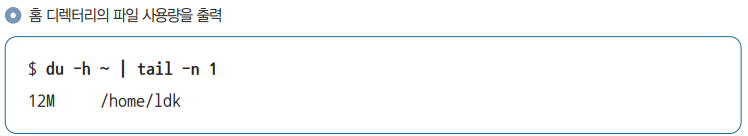 홈 디렉터리의 파일 사용량을 출력
$ du -h ~ | tail -n 1
12M /home/ldk